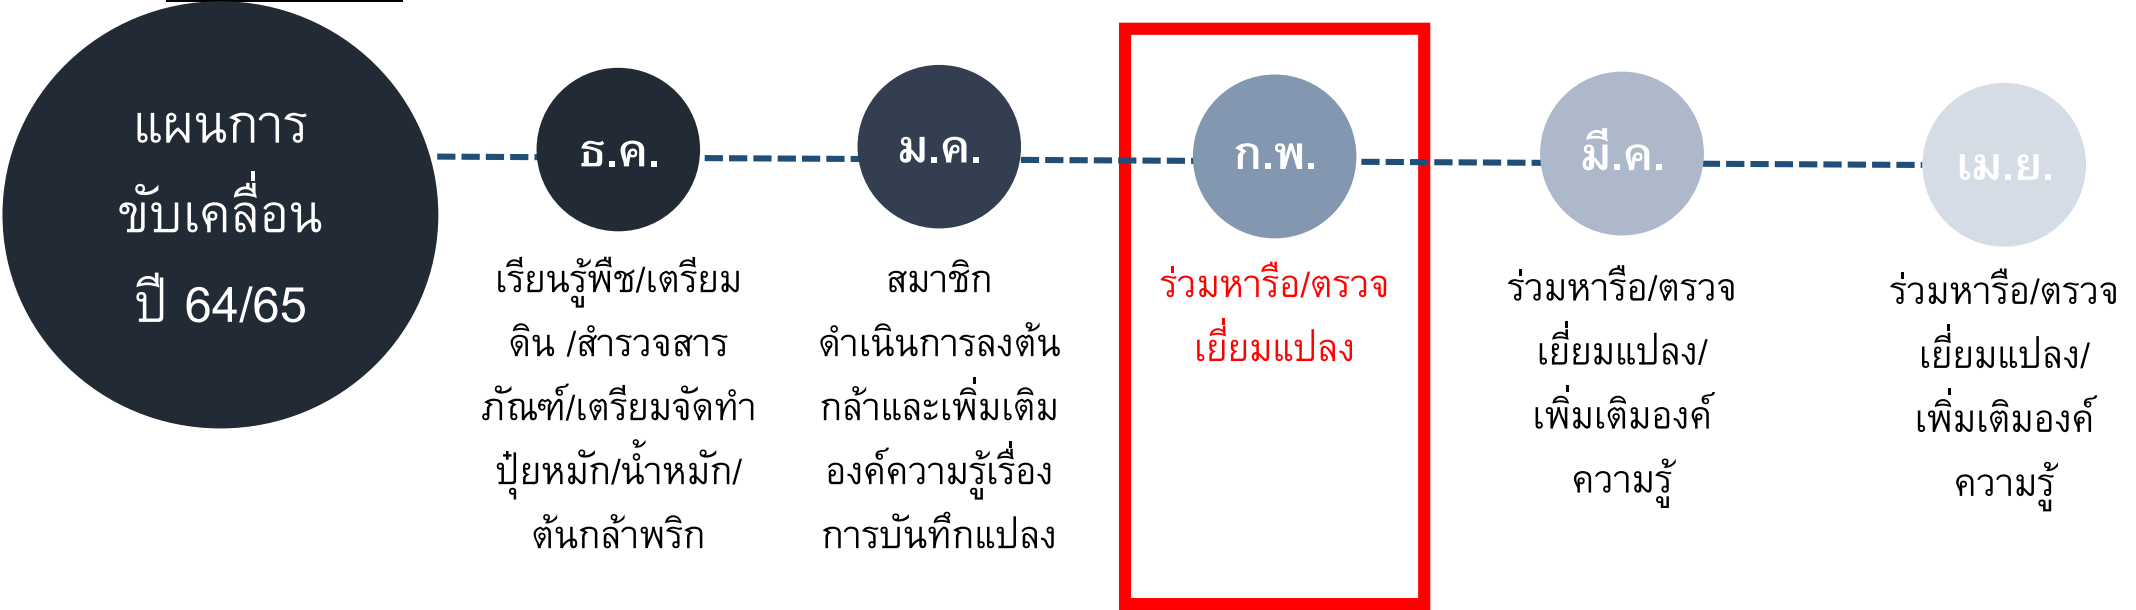 แผนการ
ขับเคลื่อน
ปี 64/65
ธ.ค.
เรียนรู้พืช/เตรียม
ดิน /สำรวจสาร
ภัณฑ์/เตรียมจัดทำ
ปุ๋ยหมัก/น้ำหมัก/
ต้นกล้าพริก
ม.ค.
สมาชิก
ดำเนินการลงต้น
กล้าและเพิ่มเติม
องค์ความรู้เรื่อง
การบันทึกแปลง
ก.พ.
ร่วมหารือ/ตรวจ
เยี่ยมแปลง
มี.ค.
ร่วมหารือ/ตรวจ
เยี่ยมแปลง/
เพิ่มเติมองค์
ความรู้
เม.ย.
ร่วมหารือ/ตรวจ
เยี่ยมแปลง/
เพิ่มเติมองค์
ความรู้